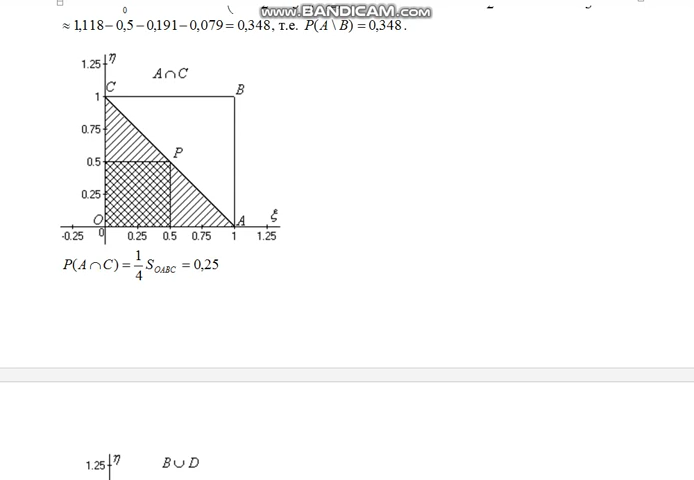 www.BANDICAM.com
≈ 1,118 − 0,5 − 0,191 − 0,079 = 0,348, т.е. P(A \ B) = 0,348.
1.25 η A∩C
C B
1
0.75
P
0.5
0.25
O A ξ
-0.25 0 0.25 0.5 0.75 1 1.25
P(A∩C) = 1/4 S_OABC = 0,25
1.25 η B∪D